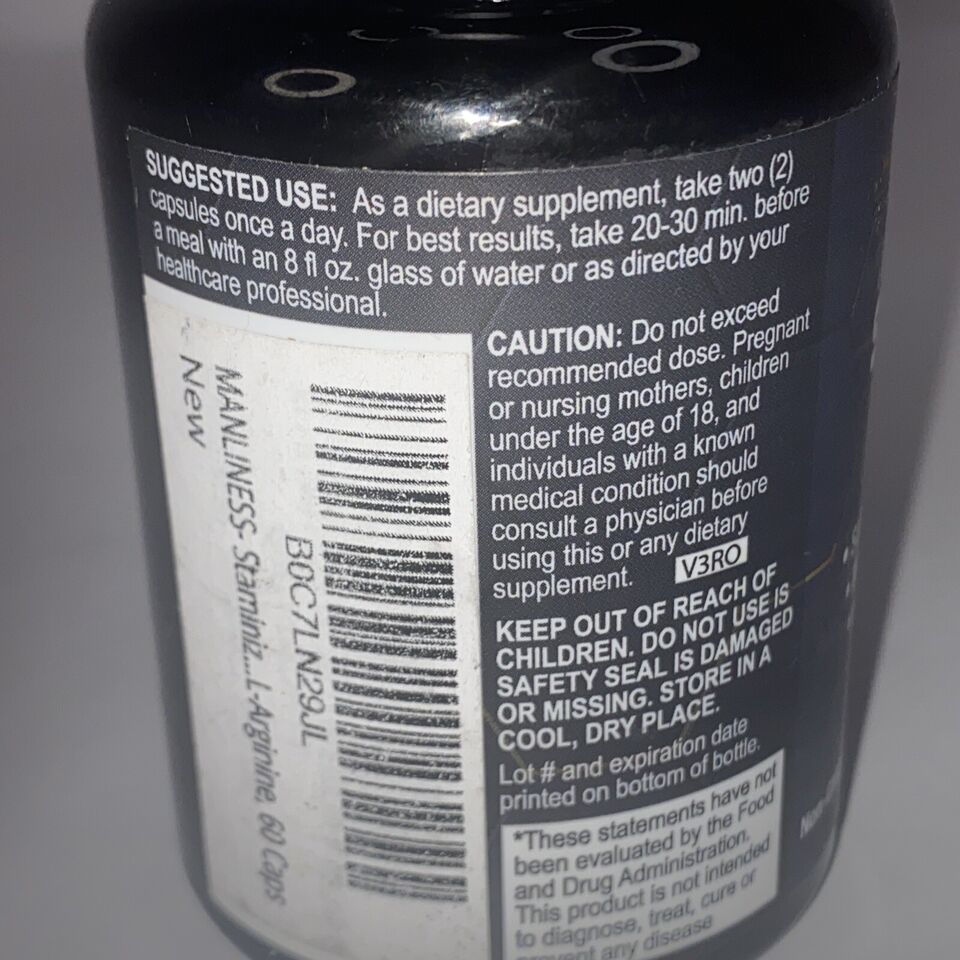 SUGGESTED USE: As a dietary supplement, take two (2)
capsules once a day. For best results, take 20-30 min. before
a meal with an 8 fl oz. glass of water or as directed by your
healthcare professional.
New
MANLINESS- Staminiz...L-Arginine, 60 Caps
B0C7LN29JL
CAUTION: Do not exceed
recommended dose. Pregnant
or nursing mothers, children
under the age of 18, and
individuals with a known
medical condition should
consult a physician before
using this or any dietary
supplement. V3RO
KEEP OUT OF REACH OF
CHILDREN. DO NOT USE IS
SAFETY SEAL IS DAMAGED
OR MISSING. STORE IN A
COOL, DRY PLACE.
Lot # and expiration date
printed on bottom of bottle.
*These statements have not
been evaluated by the Food
and Drug Administration.
This product is not intended
to diagnose, treat, cure or
prevent any disease